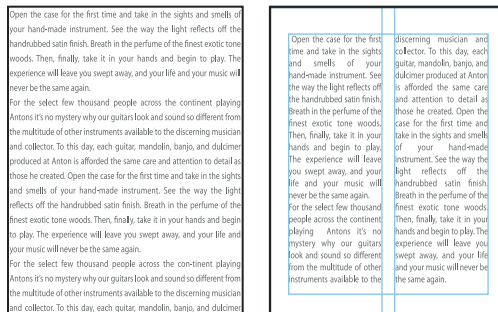 Open the case for the first time and take in the sights and smells of
your hand-made instrument. See the way the light reflects off the
handrubbed satin finish. Breath in the perfume of the finest exotic tone
woods. Then, finally, take it in your hands and begin to play. The
experience will leave you swept away, and your life and your music will
never be the same again.
For the select few thousand people across the continent playing
Antons it's no mystery why our guitars look and sound so different from
the multitude of other instruments available to the discerning musician
and collector. To this day, each guitar, mandolin, banjo, and dulcimer
produced at Anton is afforded the same care and attention to detail as
those he created. Open the case for the first time and take in the sights
and smells of your hand-made instrument. See the way the light
reflects off the handrubbed satin finish. Breath in the perfume of the
finest exotic tone woods. Then, finally, take it in your hands and begin
to play. The experience will leave you swept away, and your life and
your music will never be the same again.
For the select few thousand people across the con-tinent playing
Antons it's no mystery why our guitars look and sound so different from
the multitude of other instruments available to the discerning musician
and collector. To this day, each guitar, mandolin, banjo, and dulcimer
Open the case for the first
time and take in the sights
and smells of your
hand-made instrument. See
the way the light reflects off
the handrubbed satin finish.
Breath in the perfume of the
finest exotic tone woods.
Then, finally, take it in your
hands and begin to play.
The experience will leave
you swept away, and your
life and your music will
never be the same again.
For the select few thousand
people across the continent
playing Antons it's no
mystery why our guitars
look and sound so different
from the multitude of other
instruments available to the
discerning musician and
collector. To this day, each
guitar, mandolin, banjo, and
dulcimer produced at Anton
is afforded the same care
and attention to detail as
those he created. Open the
case for the first time and
take in the sights and smells
of your hand-made
instrument. See the way the
light reflects off the
handrubbed satin finish.
Breath in the perfume of the
finest exotic tone woods.
Then, finally, take it in your
hands and begin to play. The
experience will leave you
swept away, and your life
and your music will never be
the same again.